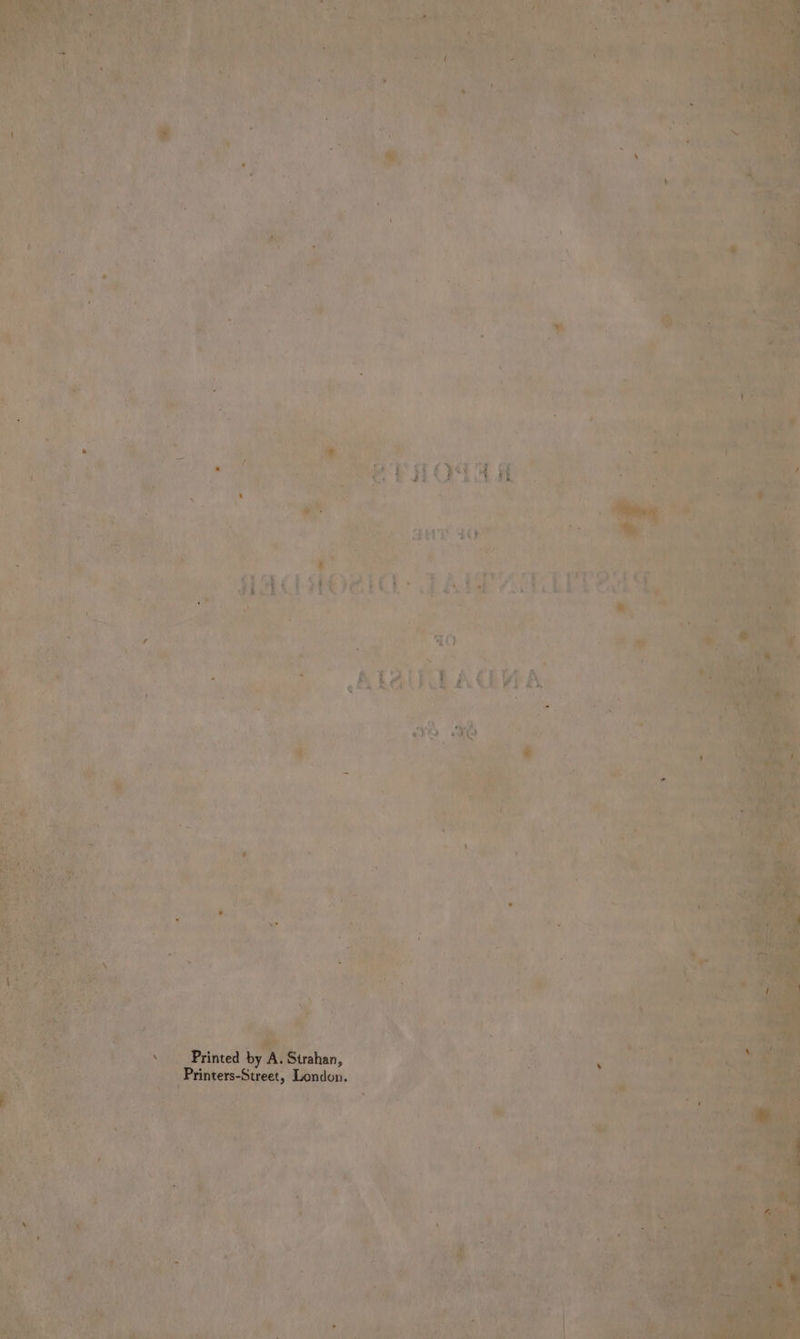 Printed by A. Strahan,
Printers-Street, London.